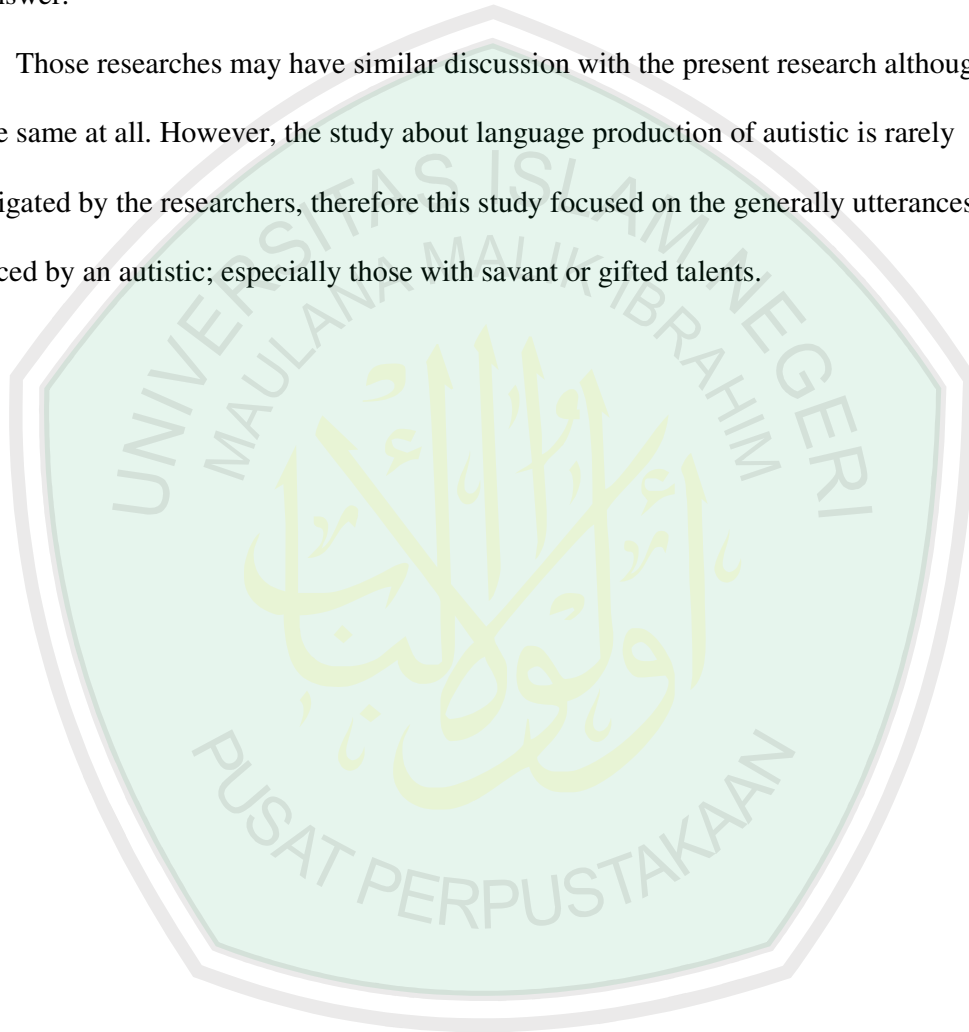 nswer.
Those researches may have similar discussion with the present research althoug
e same at all. However, the study about language production of autistic is rarely
igated by the researchers, therefore this study focused on the generally utterances
ced by an autistic; especially those with savant or gifted talents.
UNIVERSITAS ISLAM NEGERI
MAULANA MALIK IBRAHIM
PUSAT PERPUSTAKAAN